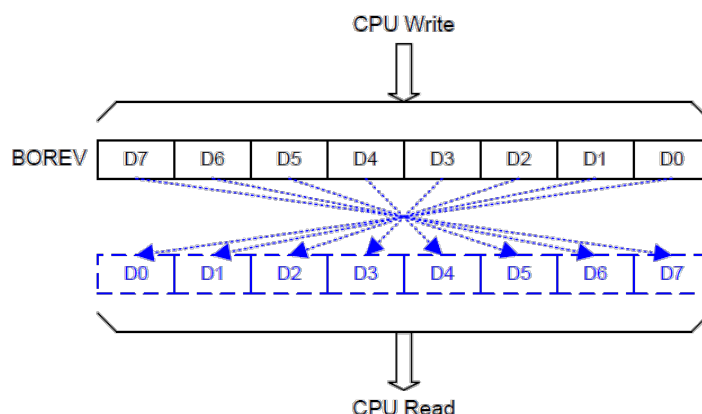 CPU Write
BOREV D7 D6 D5 D4 D3 D2 D1 D0
D0 D1 D2 D3 D4 D5 D6 D7
CPU Read